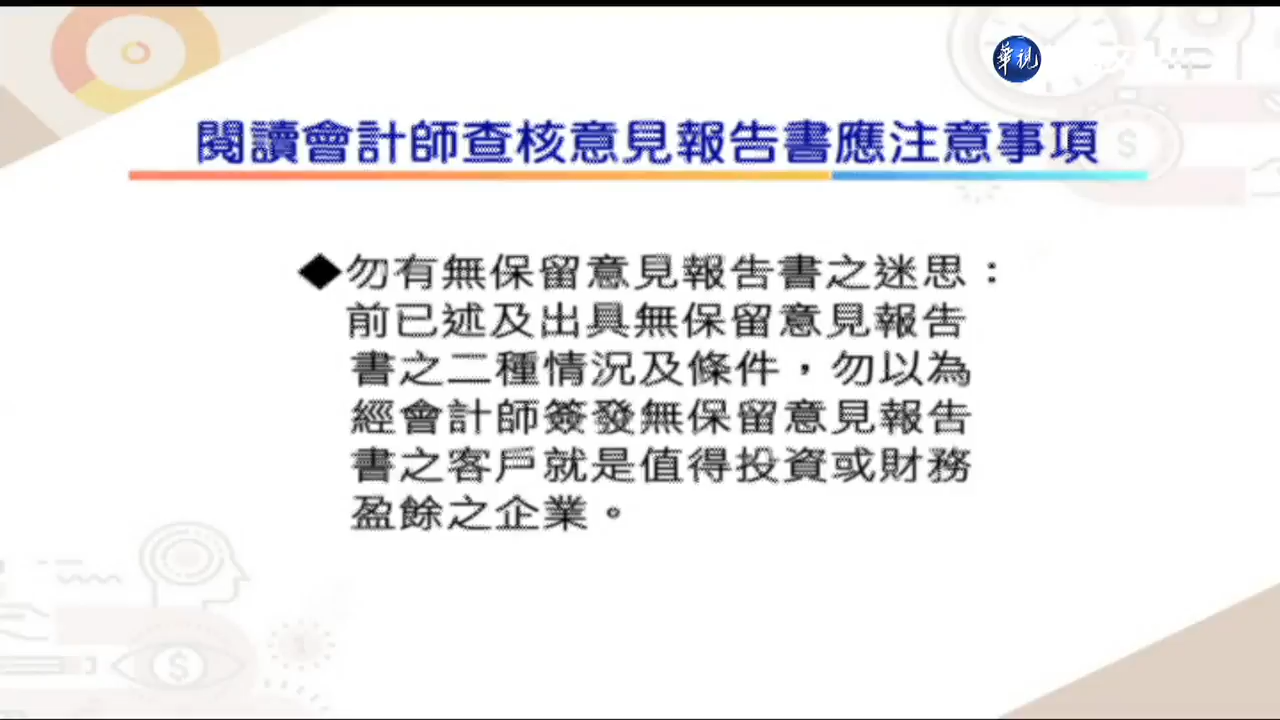 華視
閱讀會計師查核意見報告書應注意事項
◆勿有無保留意見報告書之迷思：
前已述及出具無保留意見報告
書之二種情況及條件，勿以為
經會計師簽發無保留意見報告
書之客戶就是值得投資或財務
盈餘之企業。